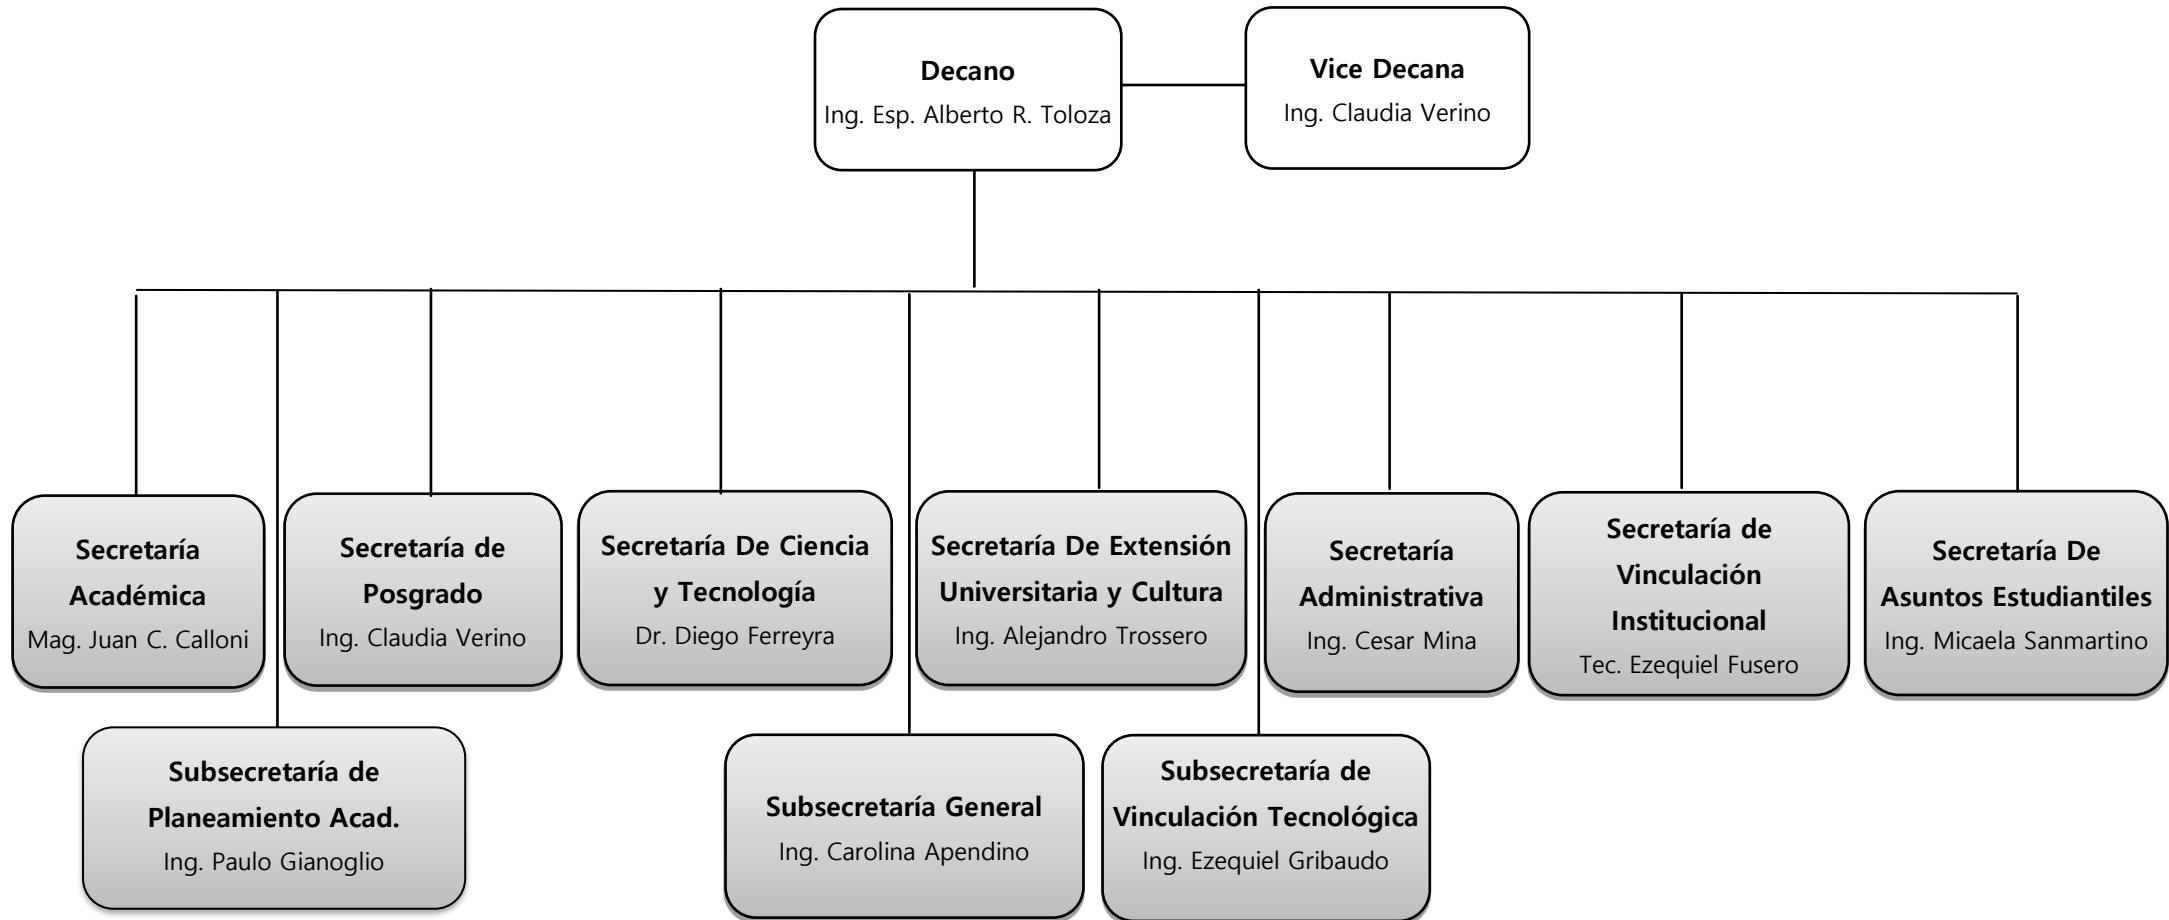 Decano
Ing. Esp. Alberto R. Toloza
Vice Decana
Ing. Claudia Verino
Secretaría
Académica
Mag. Juan C. Calloni
Secretaría de
Posgrado
Ing. Claudia Verino
Secretaría De Ciencia
y Tecnología
Dr. Diego Ferreyra
Secretaría De Extensión
Universitaria y Cultura
Ing. Alejandro Trossero
Secretaría
Administrativa
Ing. Cesar Mina
Secretaría de
Vinculación
Institucional
Tec. Ezequiel Fusero
Secretaría De
Asuntos Estudiantiles
Ing. Micaela Sanmartino
Subsecretaría de
Planeamiento Acad.
Ing. Paulo Gianoglio
Subsecretaría General
Ing. Carolina Apendino
Subsecretaría de
Vinculación Tecnológica
Ing. Ezequiel Gribaudo